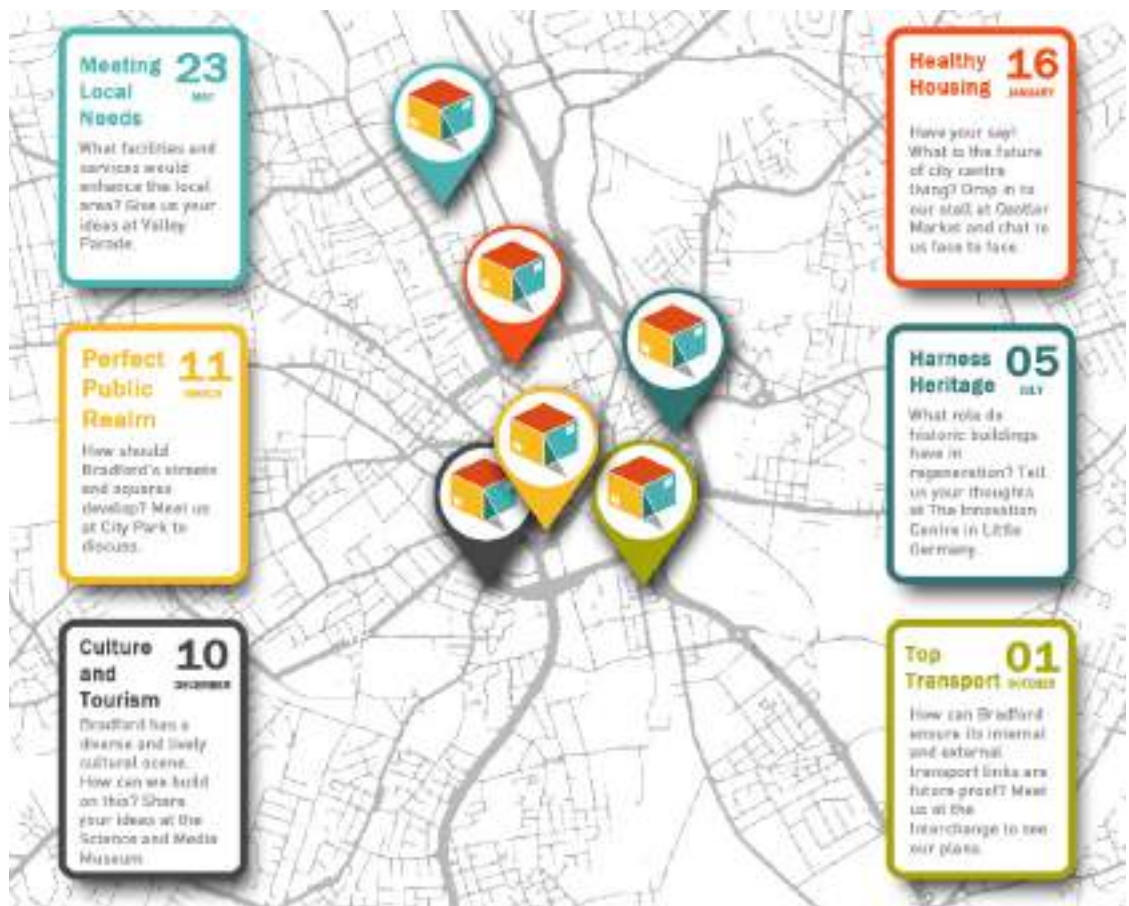 Meeting
Local
Needs
23
MAY
What facilities and
services would
enhance the local
area? Give us your
ideas at Valley
Parade
Perfect
Public
Realm
11
MARCH
How should
Bradford's streets
and squares
develop? Meet us
at City Park to
discuss.
Culture
and
Tourism
10
DECEMBER
Bradford has a
diverse and lively
cultural scene.
How can we build
on this? Share
your ideas at the
Science and Media
Museum
Healthy
Housing
16
JANUARY
Have your say!
What is the future
of city centre
living? Drop in to
our stall at Oastler
Market and chat to
us face to face
Harness
Heritage
05
JULY
What role do
historic buildings
have in
regeneration? Tell
us your thoughts
at The Innovation
Centre in Little
Germany
Top
Transport
01
OCTOBER
How can Bradford
ensure its internal
and external
transport links are
future proof? Meet
us at the
Interchange to see
our plans.